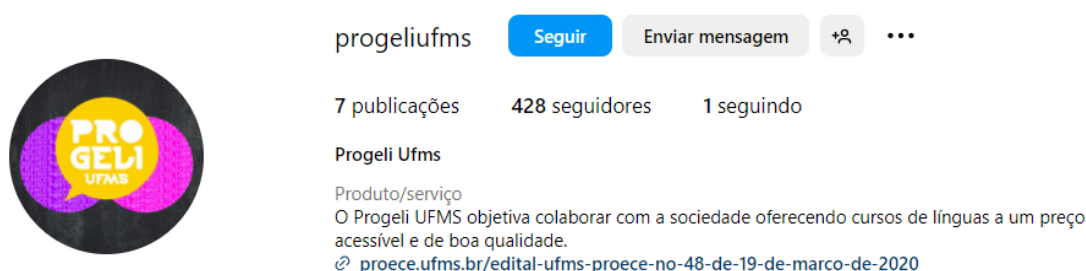 progeliufms Seguir Enviar mensagem
7 publicações 428 seguidores 1 seguindo
PRO
GELI
UFMS
Progeli Ufms
Produto/serviço
O Progeli UFMS objetiva colaborar com a sociedade oferecendo cursos de línguas a um preço
acessível e de boa qualidade.
proece.ufms.br/edital-ufms-proece-no-48-de-19-de-marco-de-2020